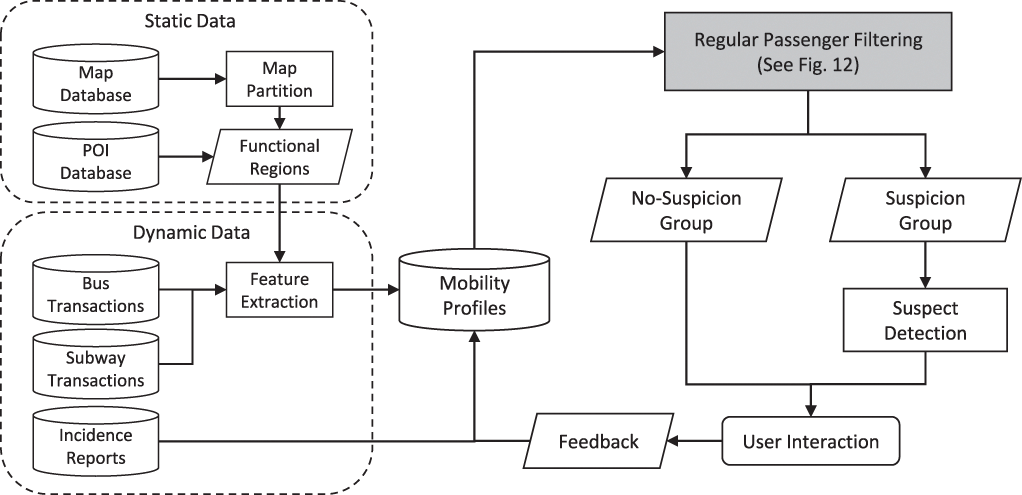 Static Data
Map
Database
Map
Partition
POI
Database
Functional
Regions
Dynamic Data
Bus
Transactions
Feature
Extraction
Subway
Transactions
Incidence
Reports
Mobility
Profiles
Regular Passenger Filtering
(See Fig. 12)
No-Suspicion
Group
Suspicion
Group
Suspect
Detection
User Interaction
Feedback